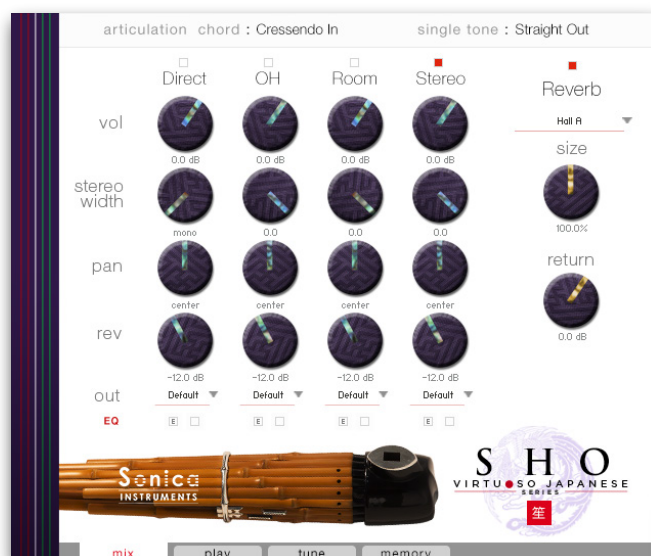 articulation chord : Cressendo In single tone : Straight Out
Direct OH Room Stereo
Reverb
vol
0.0 dB 0.0 dB 0.0 dB 0.0 dB
Hall A
size
100.0%
stereo width
mono 0.0 0.0 0.0
return
0.0 dB
pan
center center center center
rev
-12.0 dB -12.0 dB -12.0 dB -12.0 dB
out Default Default Default Default
EQ E E E E
Sonica
INSTRUMENTS
SHO
VIRTUOSO JAPANESE
SERIES
笙
mix play tune memory